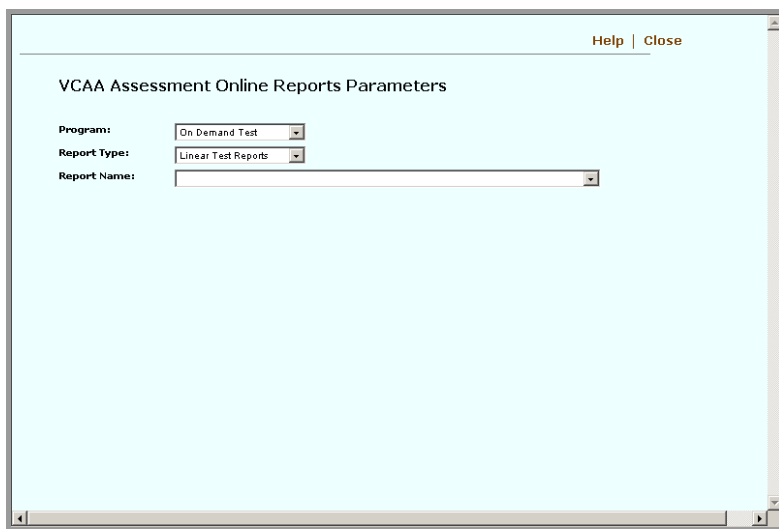 Help | Close
VCAA Assessment Online Reports Parameters
Program: On Demand Test
Report Type: Linear Test Reports
Report Name: